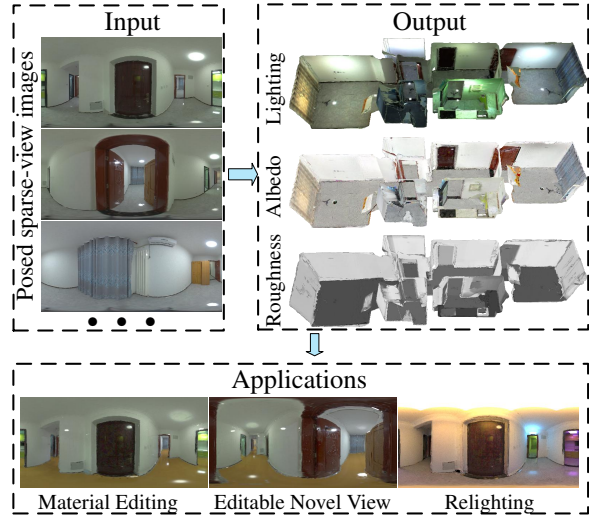 Input
Posed sparse-view images
Output
Lighting
Albedo
Roughness
Applications
Material Editing
Editable Novel View
Relighting